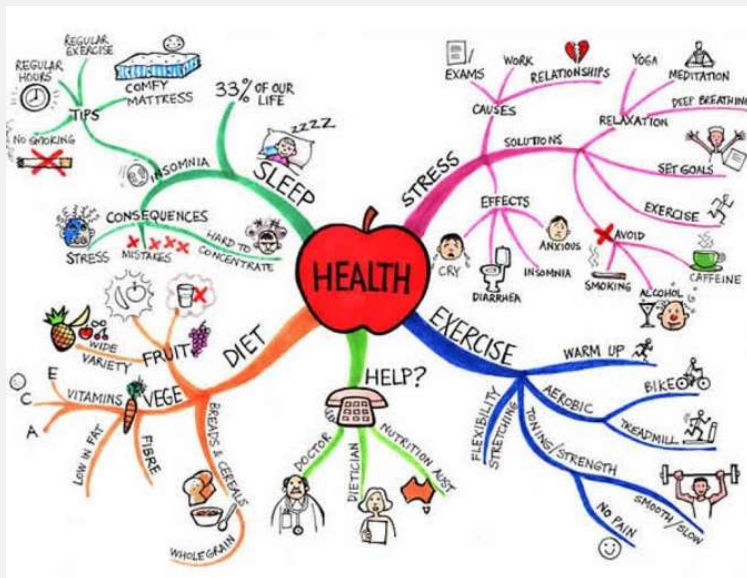 HEALTH
SLEEP
33% OF OUR
LIFE
ZZZZ
INSOMNIA
TIPS
REGULAR
EXERCISE
REGULAR
HOURS
COMFY
MATTRESS
NO SMOKING
CONSEQUENCES
STRESS
MISTAKES
HARD TO
CONCENTRATE
STRESS
CAUSES
EXAMS
WORK
RELATIONSHIPS
SOLUTIONS
RELAXATION
YOGA
MEDITATION
DEEP BREATHING
SET GOALS
EXERCISE
AVOID
SMOKING
ALCOHOL
CAFFEINE
EFFECTS
CRY
DIARRHEA
INSOMNIA
ANXIOUS
EXERCISE
WARM UP
AEROBIC
BIKE
TREADMILL
TONING/STRENGTH
SMOOTH/SLOW
NO PAIN
FLEXIBILITY
STRETCHING
HELP?
DOCTOR
DIETICIAN
NUTRITION AUST
DIET
FRUIT
WIDE
VARIETY
VEGE
VITAMINS
E
C
A
LOW IN FAT
FIBRE
BREADS & CEREALS
WHOLEGRAIN